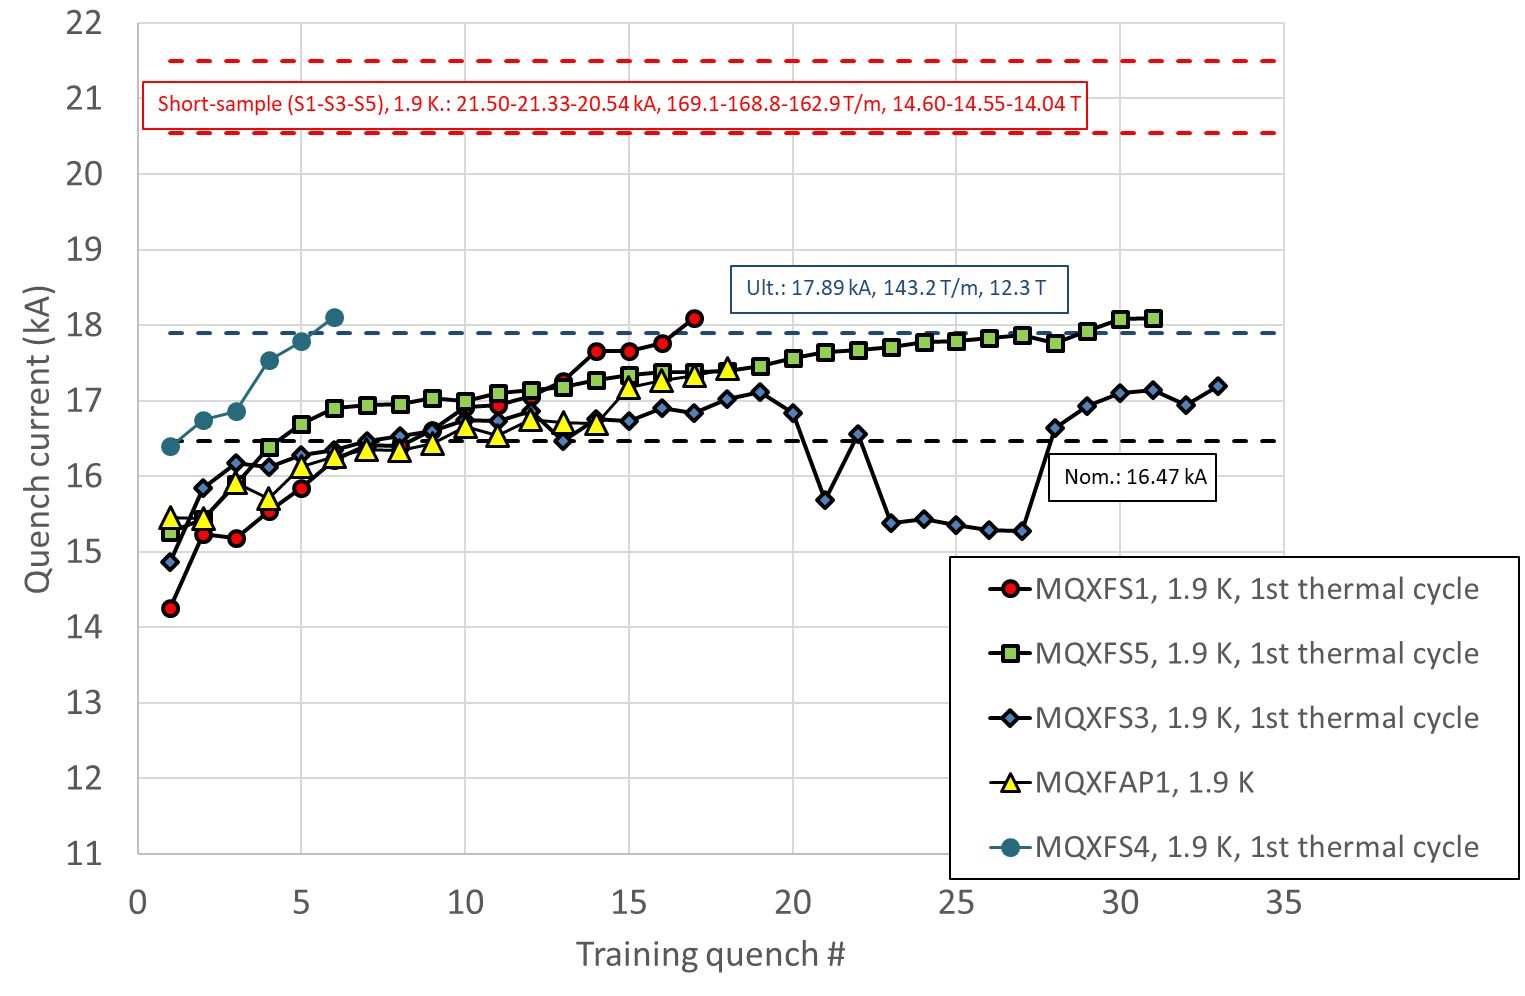 22
21
20
19
18
17
16
15
14
13
12
11
Quench current (kA)
Short-sample (S1-S3-S5), 1.9 K.: 21.50-21.33-20.54 kA, 169.1-168.8-162.9 T/m, 14.60-14.55-14.04 T
Ult.: 17.89 kA, 143.2 T/m, 12.3 T
Nom.: 16.47 kA
MQXFS1, 1.9 K, 1st thermal cycle
MQXFS5, 1.9 K, 1st thermal cycle
MQXFS3, 1.9 K, 1st thermal cycle
MQXFAP1, 1.9 K
MQXFS4, 1.9 K, 1st thermal cycle
0 5 10 15 20 25 30 35
Training quench #